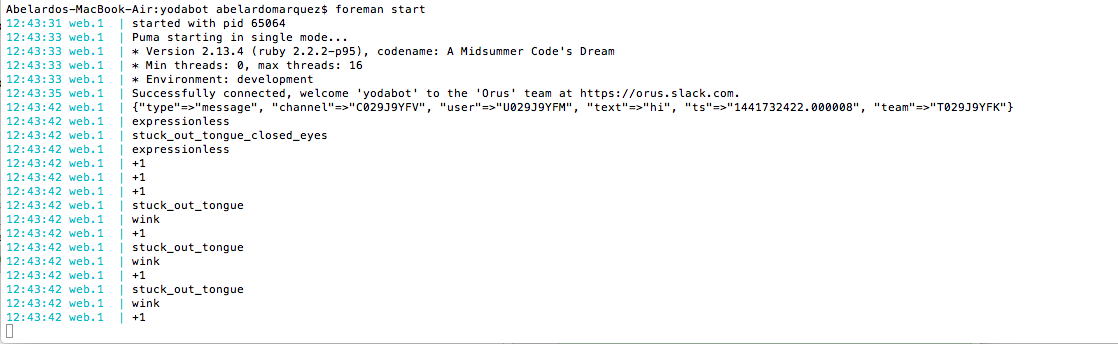 Abelardos-MacBook-Air:yodabot abelardomarquez$ foreman start
12:43:31 web.1  | started with pid 65064
12:43:33 web.1  | Puma starting in single mode...
12:43:33 web.1  | * Version 2.13.4 (ruby 2.2.2-p95), codename: A Midsummer Code's Dream
12:43:33 web.1  | * Min threads: 0, max threads: 16
12:43:33 web.1  | * Environment: development
12:43:35 web.1  | Successfully connected, welcome 'yodabot' to the 'Orus' team at https://orus.slack.com.
12:43:42 web.1  | {"type"=>"message", "channel"=>"C029J9YFV", "user"=>"U029J9YFM", "text"=>"hi", "ts"=>"1441732422.000008", "team"=>"T029J9YFK"}
12:43:42 web.1  | expressionless
12:43:42 web.1  | stuck_out_tongue_closed_eyes
12:43:42 web.1  | expressionless
12:43:42 web.1  | +1
12:43:42 web.1  | +1
12:43:42 web.1  | +1
12:43:42 web.1  | stuck_out_tongue
12:43:42 web.1  | wink
12:43:42 web.1  | +1
12:43:42 web.1  | stuck_out_tongue
12:43:42 web.1  | wink
12:43:42 web.1  | +1
12:43:42 web.1  | stuck_out_tongue
12:43:42 web.1  | wink
12:43:42 web.1  | +1